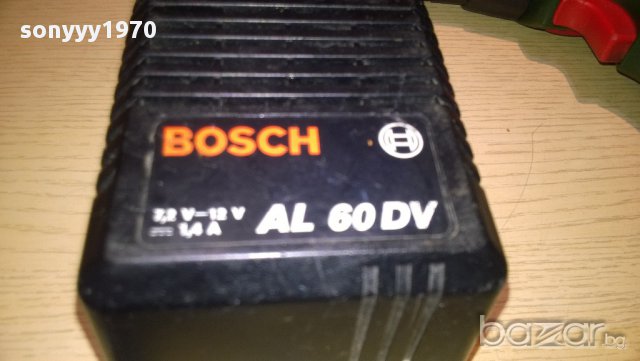 sonyyy1970
BOSCH
7,2 V-12 V
1,4 A
AL 60 DV
bazar.bg